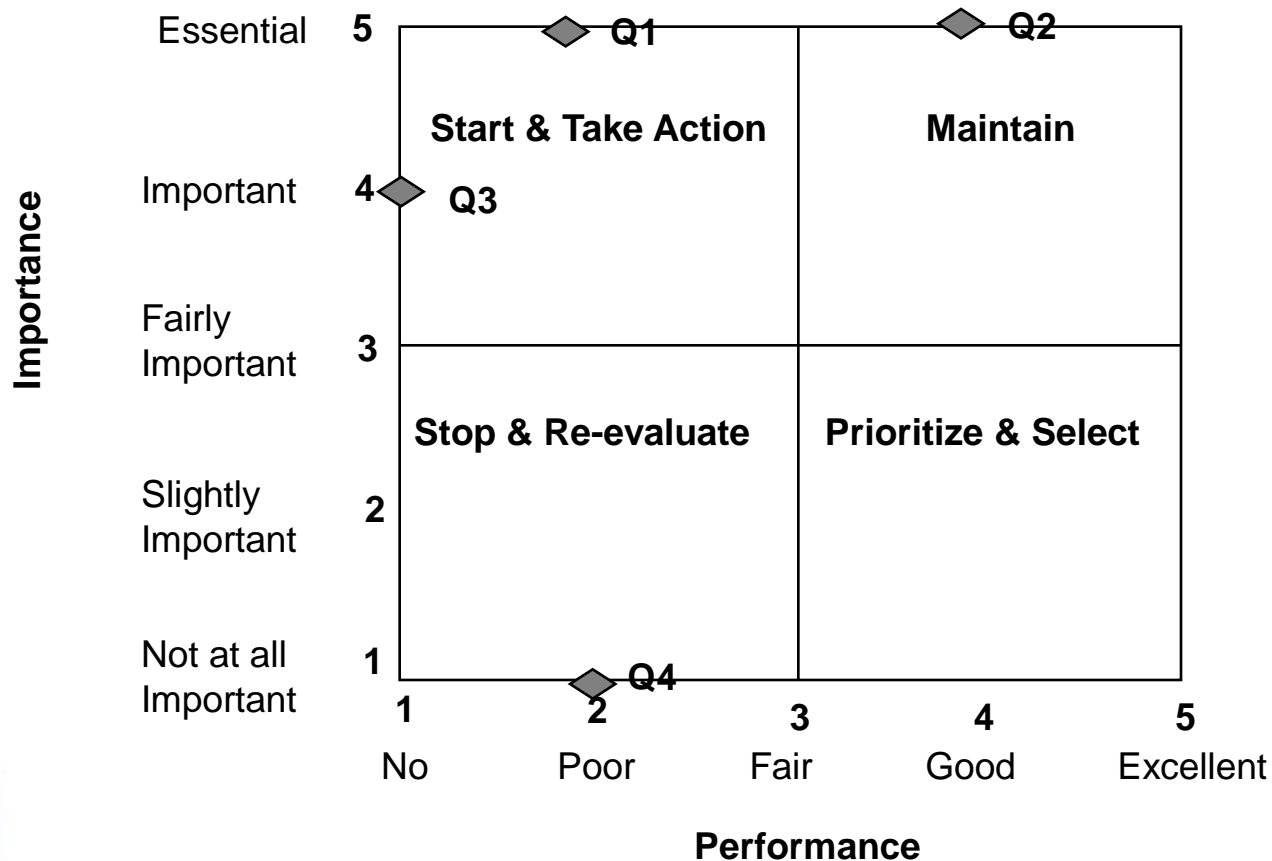 Essential 5 Q1 Q2
Start & Take Action Maintain
Important 4 Q3
Importance
Fairly
Important 3
Stop & Re-evaluate Prioritize & Select
Slightly
Important 2
Not at all
Important 1
Q4
1 2 3 4 5
No Poor Fair Good Excellent
Performance